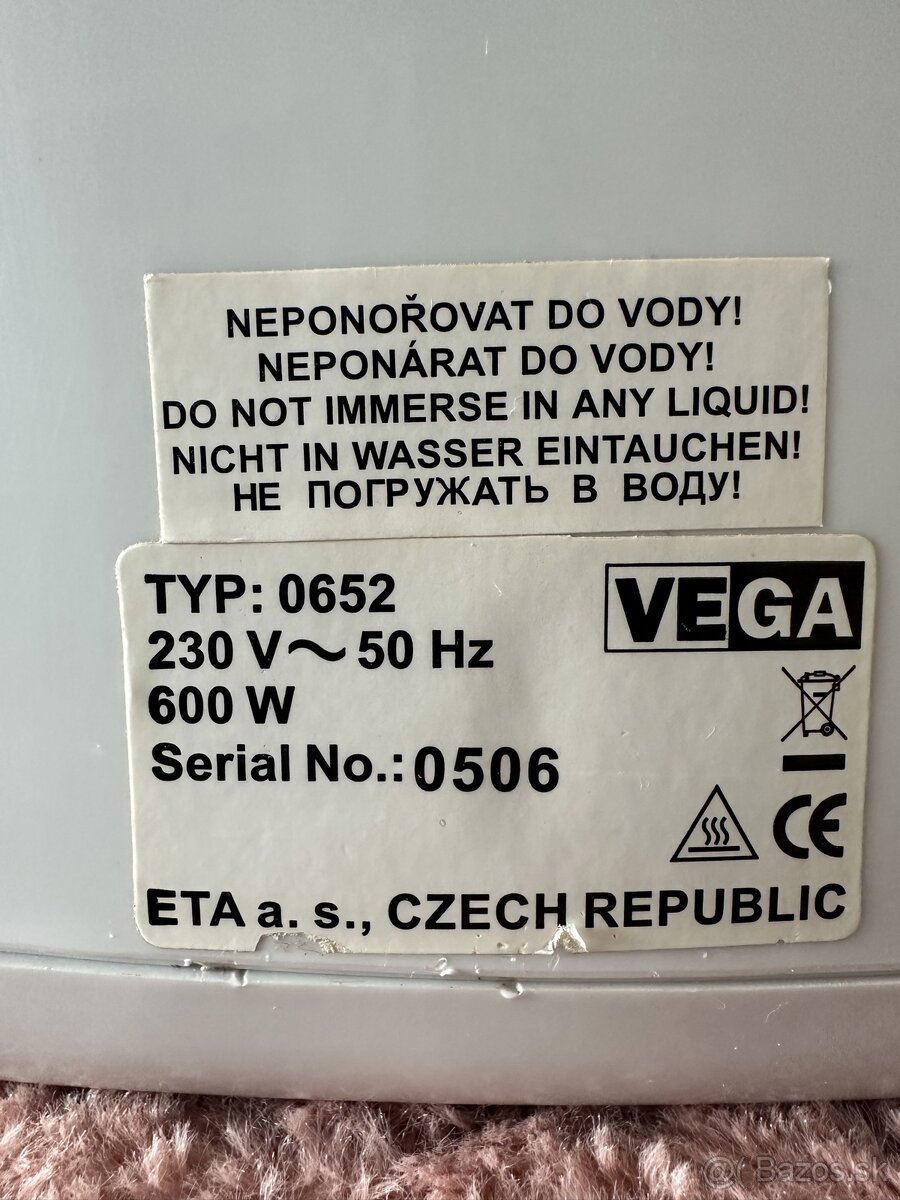 NEPONOŘOVAT DO VODY!
NEPONÁRAT DO VODY!
DO NOT IMMERSE IN ANY LIQUID!
NICHT IN WASSER EINTAUCHEN!
НЕ ПОГРУЖАТЬ В ВОДУ!
TYP: 0652
VEGA
230 V~50 Hz
600 W
Serial No.: 0506
CE
ETA a. s., CZECH REPUBLIC
@ Bazos.sk